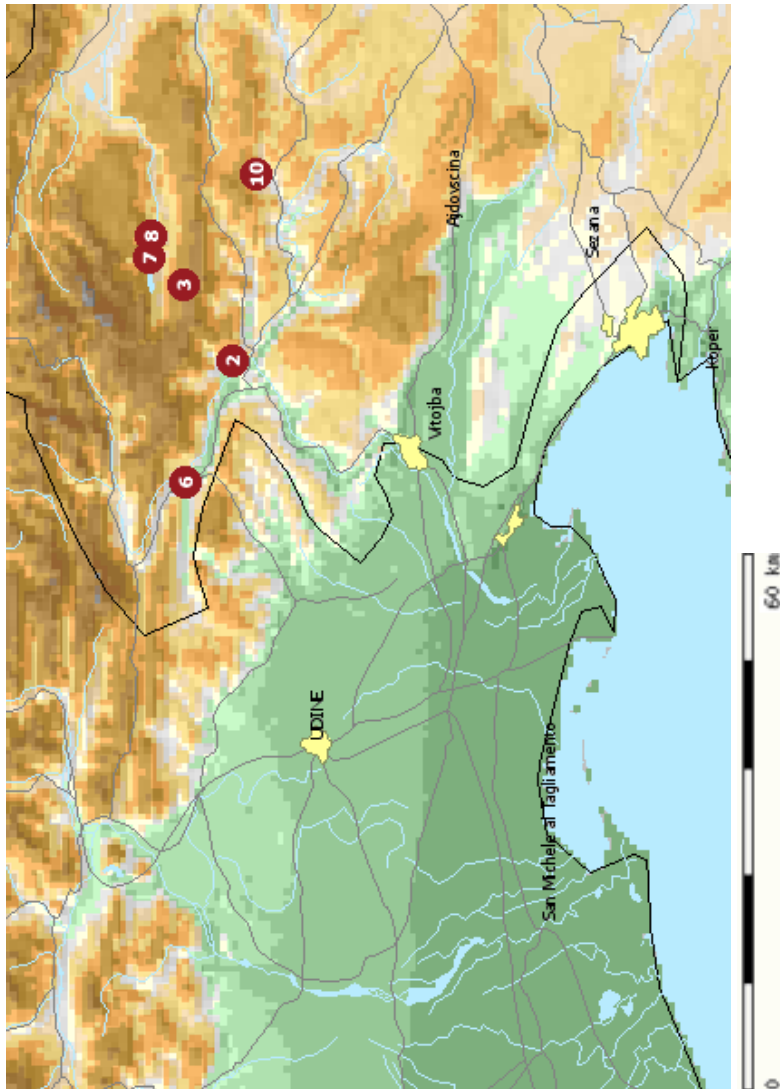 7
8
3
10
2
6
Ajdovscina
Sezana
Vrtojba
Koper
UDINE
San Michele al Tagliamento
0
60 km